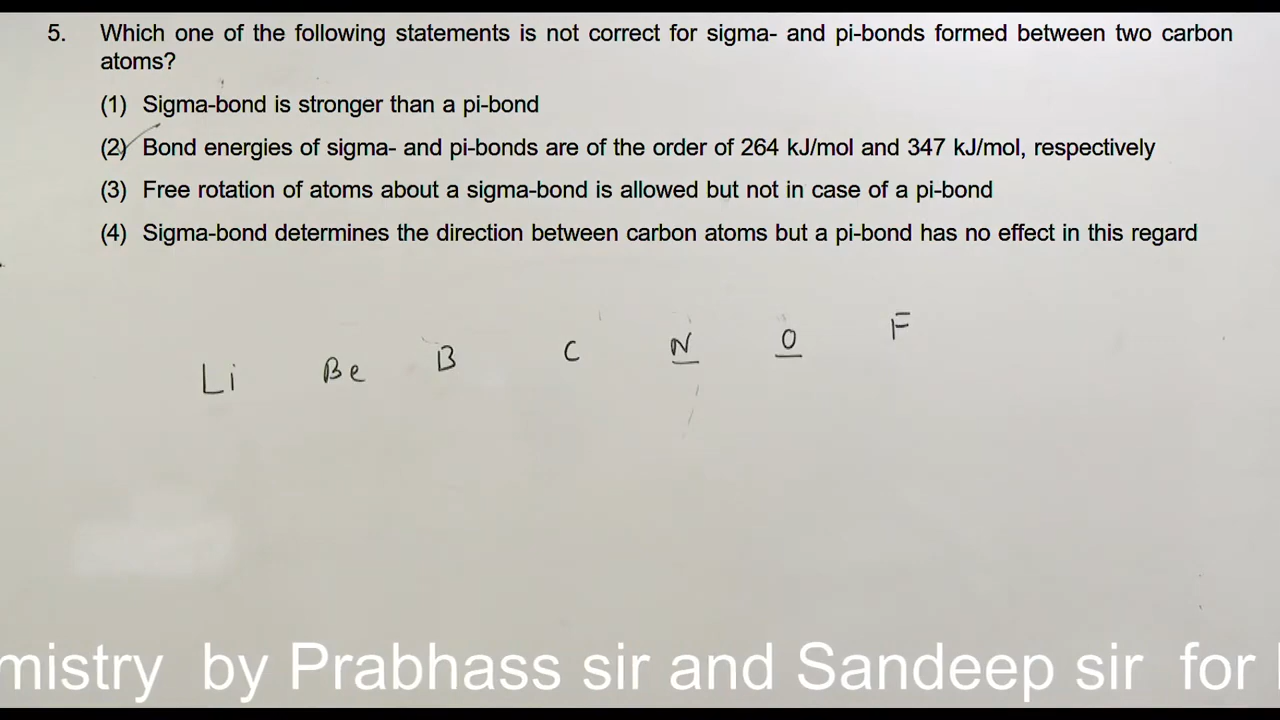 5. Which one of the following statements is not correct for sigma- and pi-bonds formed between two carbon
atoms?
(1) Sigma-bond is stronger than a pi-bond
(2) Bond energies of sigma- and pi-bonds are of the order of 264 kJ/mol and 347 kJ/mol, respectively
(3) Free rotation of atoms about a sigma-bond is allowed but not in case of a pi-bond
(4) Sigma-bond determines the direction between carbon atoms but a pi-bond has no effect in this regard
Li Be B C N O F
mistry by Prabhass sir and Sandeep sir for